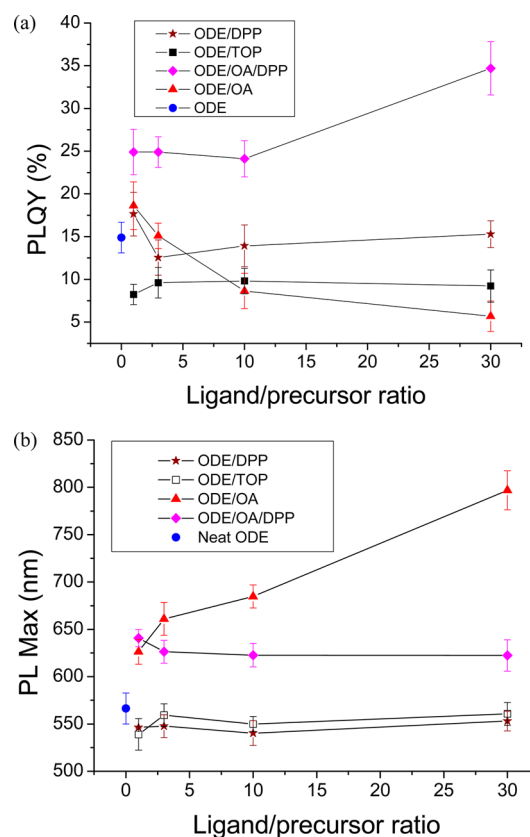 (a)
40
35
30
25
20
15
10
5
PLQY (%)
ODE/DPP
ODE/TOP
ODE/OA/DPP
ODE/OA
ODE
0 5 10 15 20 25 30
Ligand/precursor ratio
(b)
850
800
750
700
650
600
550
500
PL Max (nm)
ODE/DPP
ODE/TOP
ODE/OA
ODE/OA/DPP
Neat ODE
0 5 10 15 20 25 30
Ligand/precursor ratio